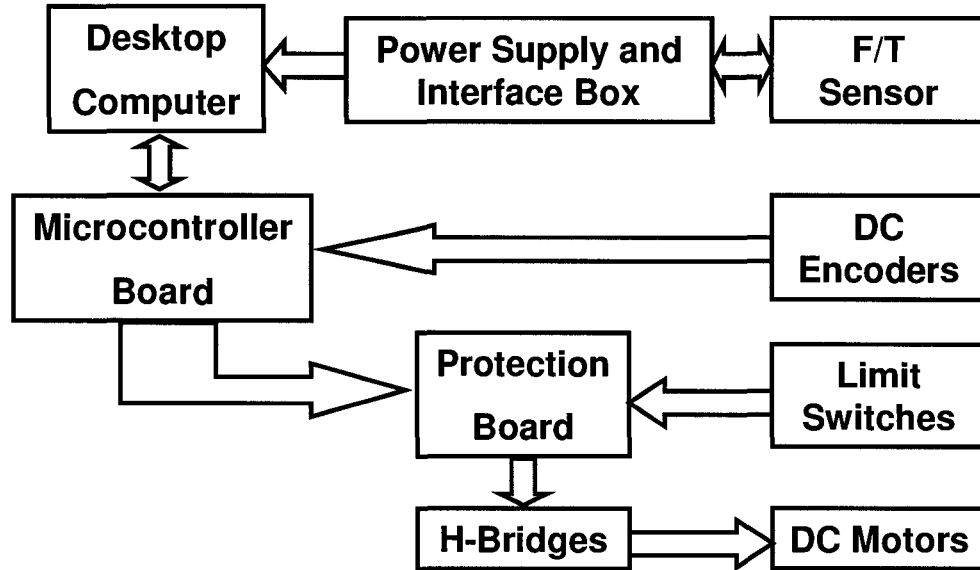 Desktop
Computer
Power Supply and
Interface Box
F/T
Sensor
Microcontroller
Board
DC
Encoders
Protection
Board
Limit
Switches
H-Bridges
DC Motors